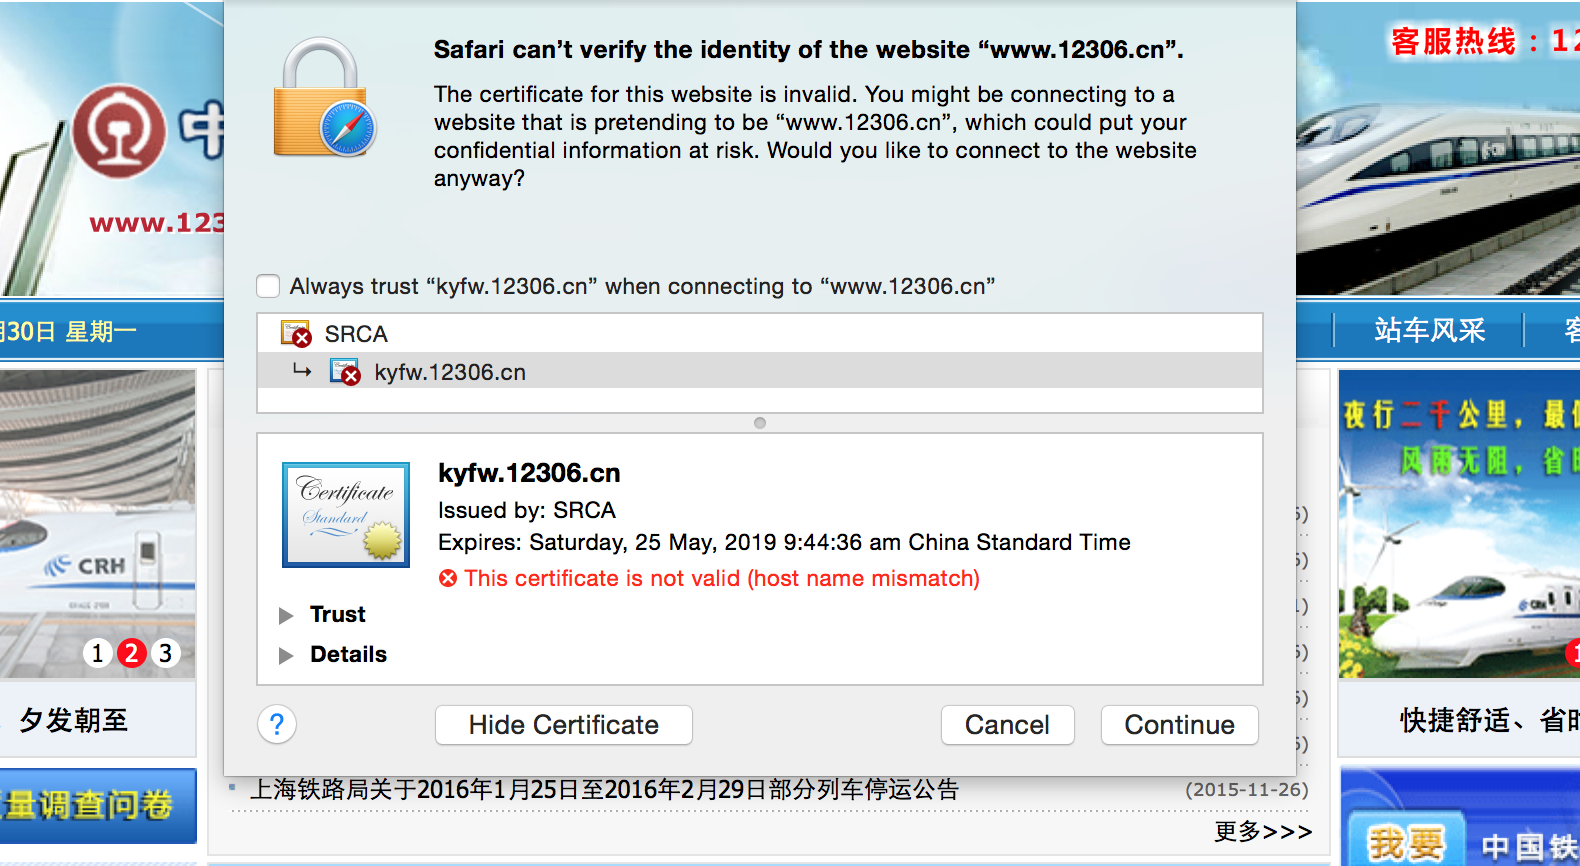 Safari can’t verify the identity of the website “www.12306.cn”.
The certificate for this website is invalid. You might be connecting to a
website that is pretending to be “www.12306.cn”, which could put your
confidential information at risk. Would you like to connect to the website
anyway?
客服热线：12
中
www.123
Always trust “kyfw.12306.cn” when connecting to “www.12306.cn”
SRCA
kyfw.12306.cn
月30日 星期一
站车风采
客
夜行二千公里，最
风雨无阻，省时
kyfw.12306.cn
Certificate
Standard
Issued by: SRCA
Expires: Saturday, 25 May, 2019 9:44:36 am China Standard Time
This certificate is not valid (host name mismatch)
Trust
Details
CRH
1 2 3
1
夕发朝至
快捷舒适、省时
?
Hide Certificate
Cancel
Continue
上海铁路局关于2016年1月25日至2016年2月29日部分列车停运公告
(2015-11-26)
更多>>>
量调查问卷
我要
中国铁